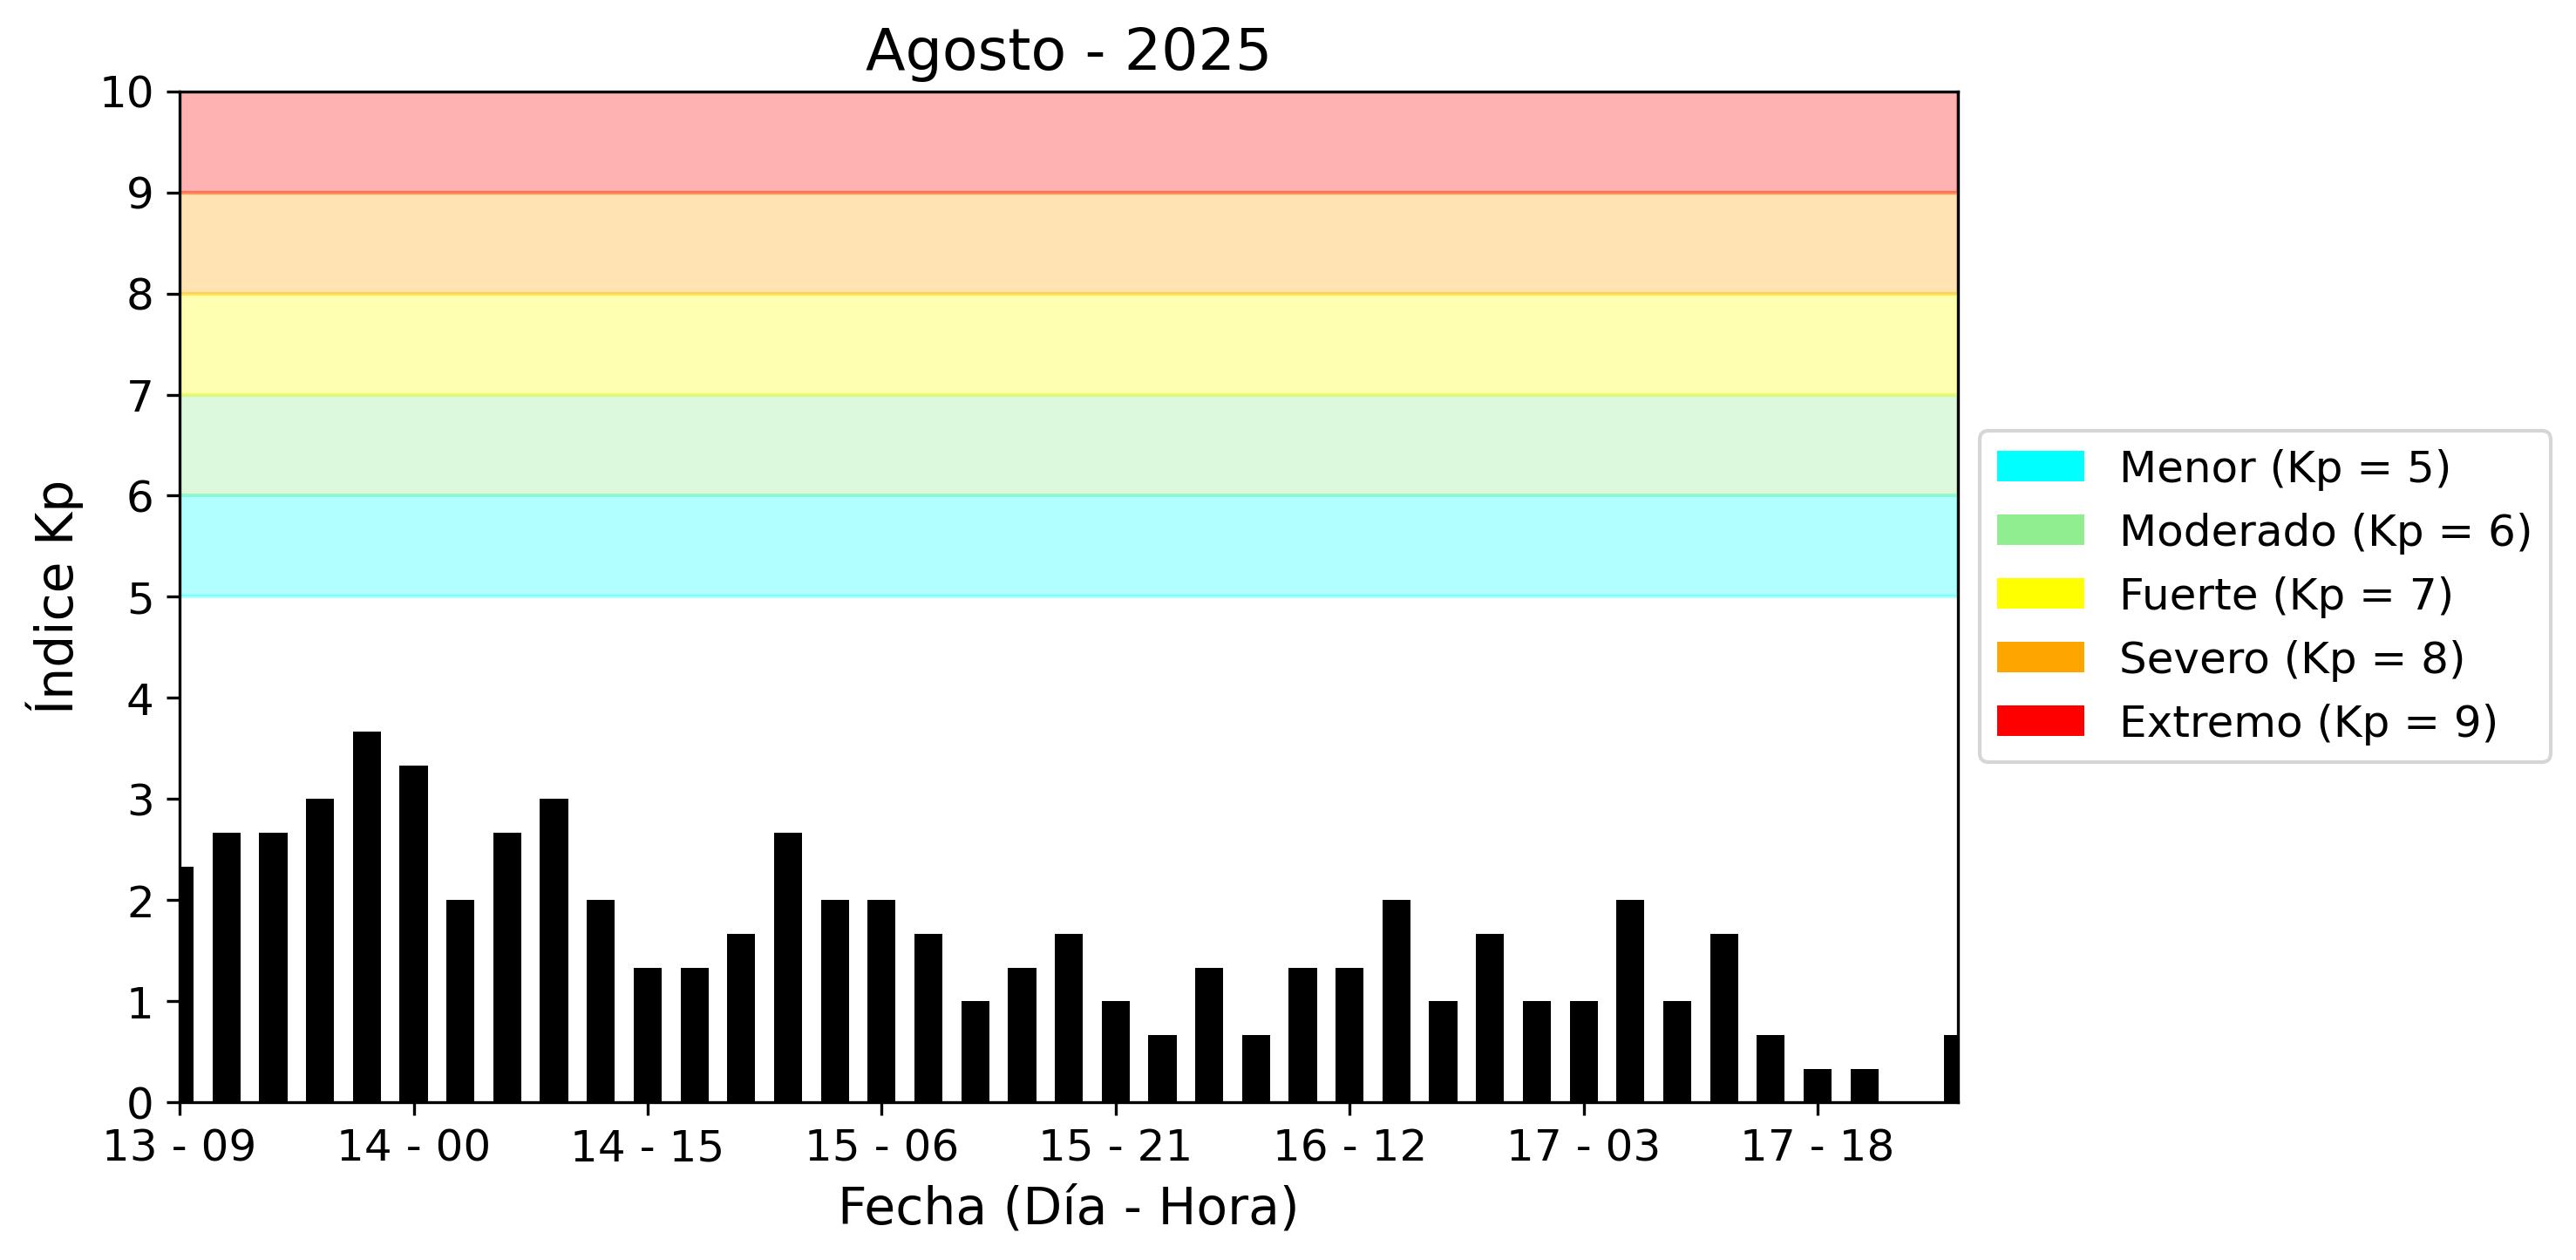 Agosto - 2025
Índice Kp
10
9
8
7
6
5
4
3
2
1
0
13 - 09
14 - 00
14 - 15
15 - 06
15 - 21
16 - 12
17 - 03
17 - 18
Fecha (Día - Hora)
Menor (Kp = 5)
Moderado (Kp = 6)
Fuerte (Kp = 7)
Severo (Kp = 8)
Extremo (Kp = 9)